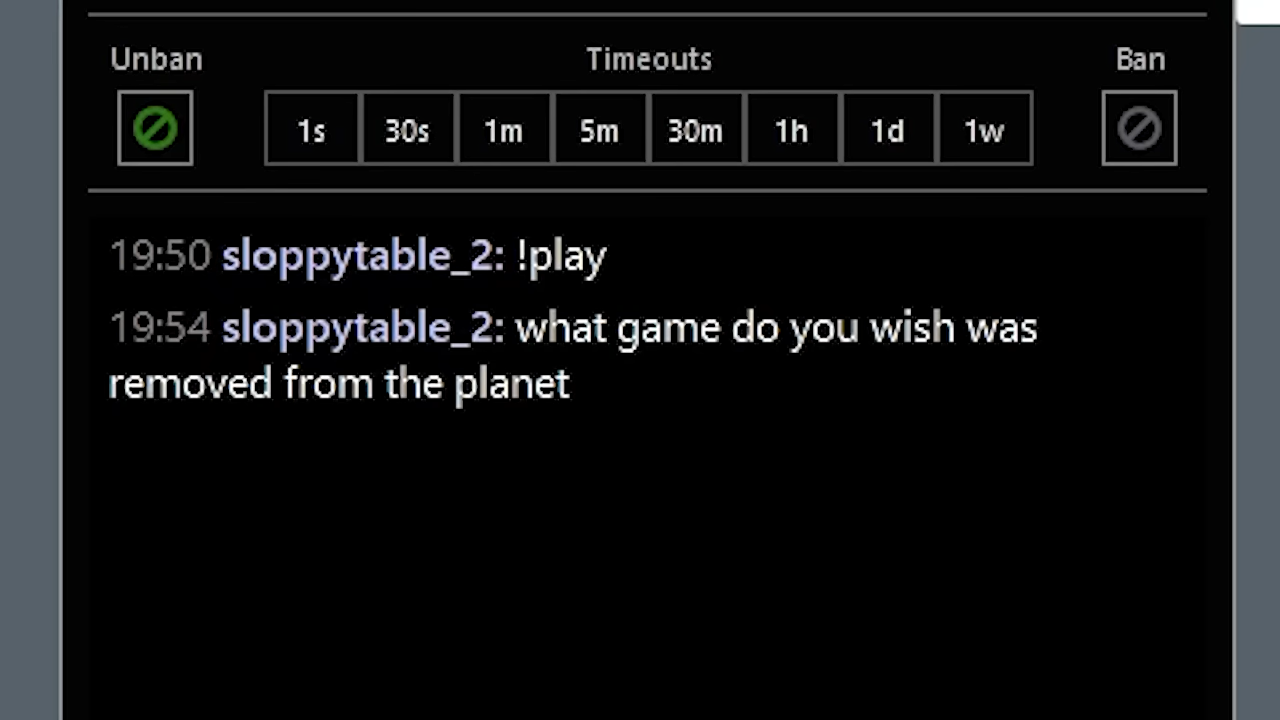 Unban Timeouts Ban
1s 30s 1m 5m 30m 1h 1d 1w
19:50 sloppytable_2: !play
19:54 sloppytable_2: what game do you wish was
removed from the planet